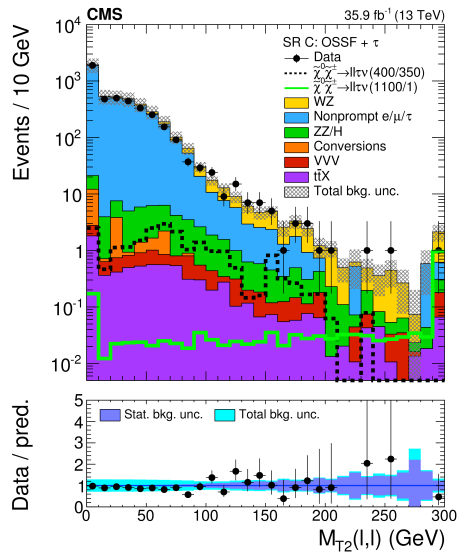 CMS 35.9 fb⁻¹ (13 TeV)
SR C: OSSF + τ
Data
χ̃⁰χ̃±→llτν(400/350)
χ̃⁰χ̃±→llτν(1100/1)
WZ
Nonprompt e/μ/τ
ZZ/H
Conversions
VVV
tt̄X
Total bkg. unc.
Events / 10 GeV
10⁴
10³
10²
10
1
10⁻¹
10⁻²
Stat. bkg. unc. Total bkg. unc.
Data / pred.
5
4
3
2
1
0
0 50 100 150 200 250 300
M_T2(l,l) (GeV)